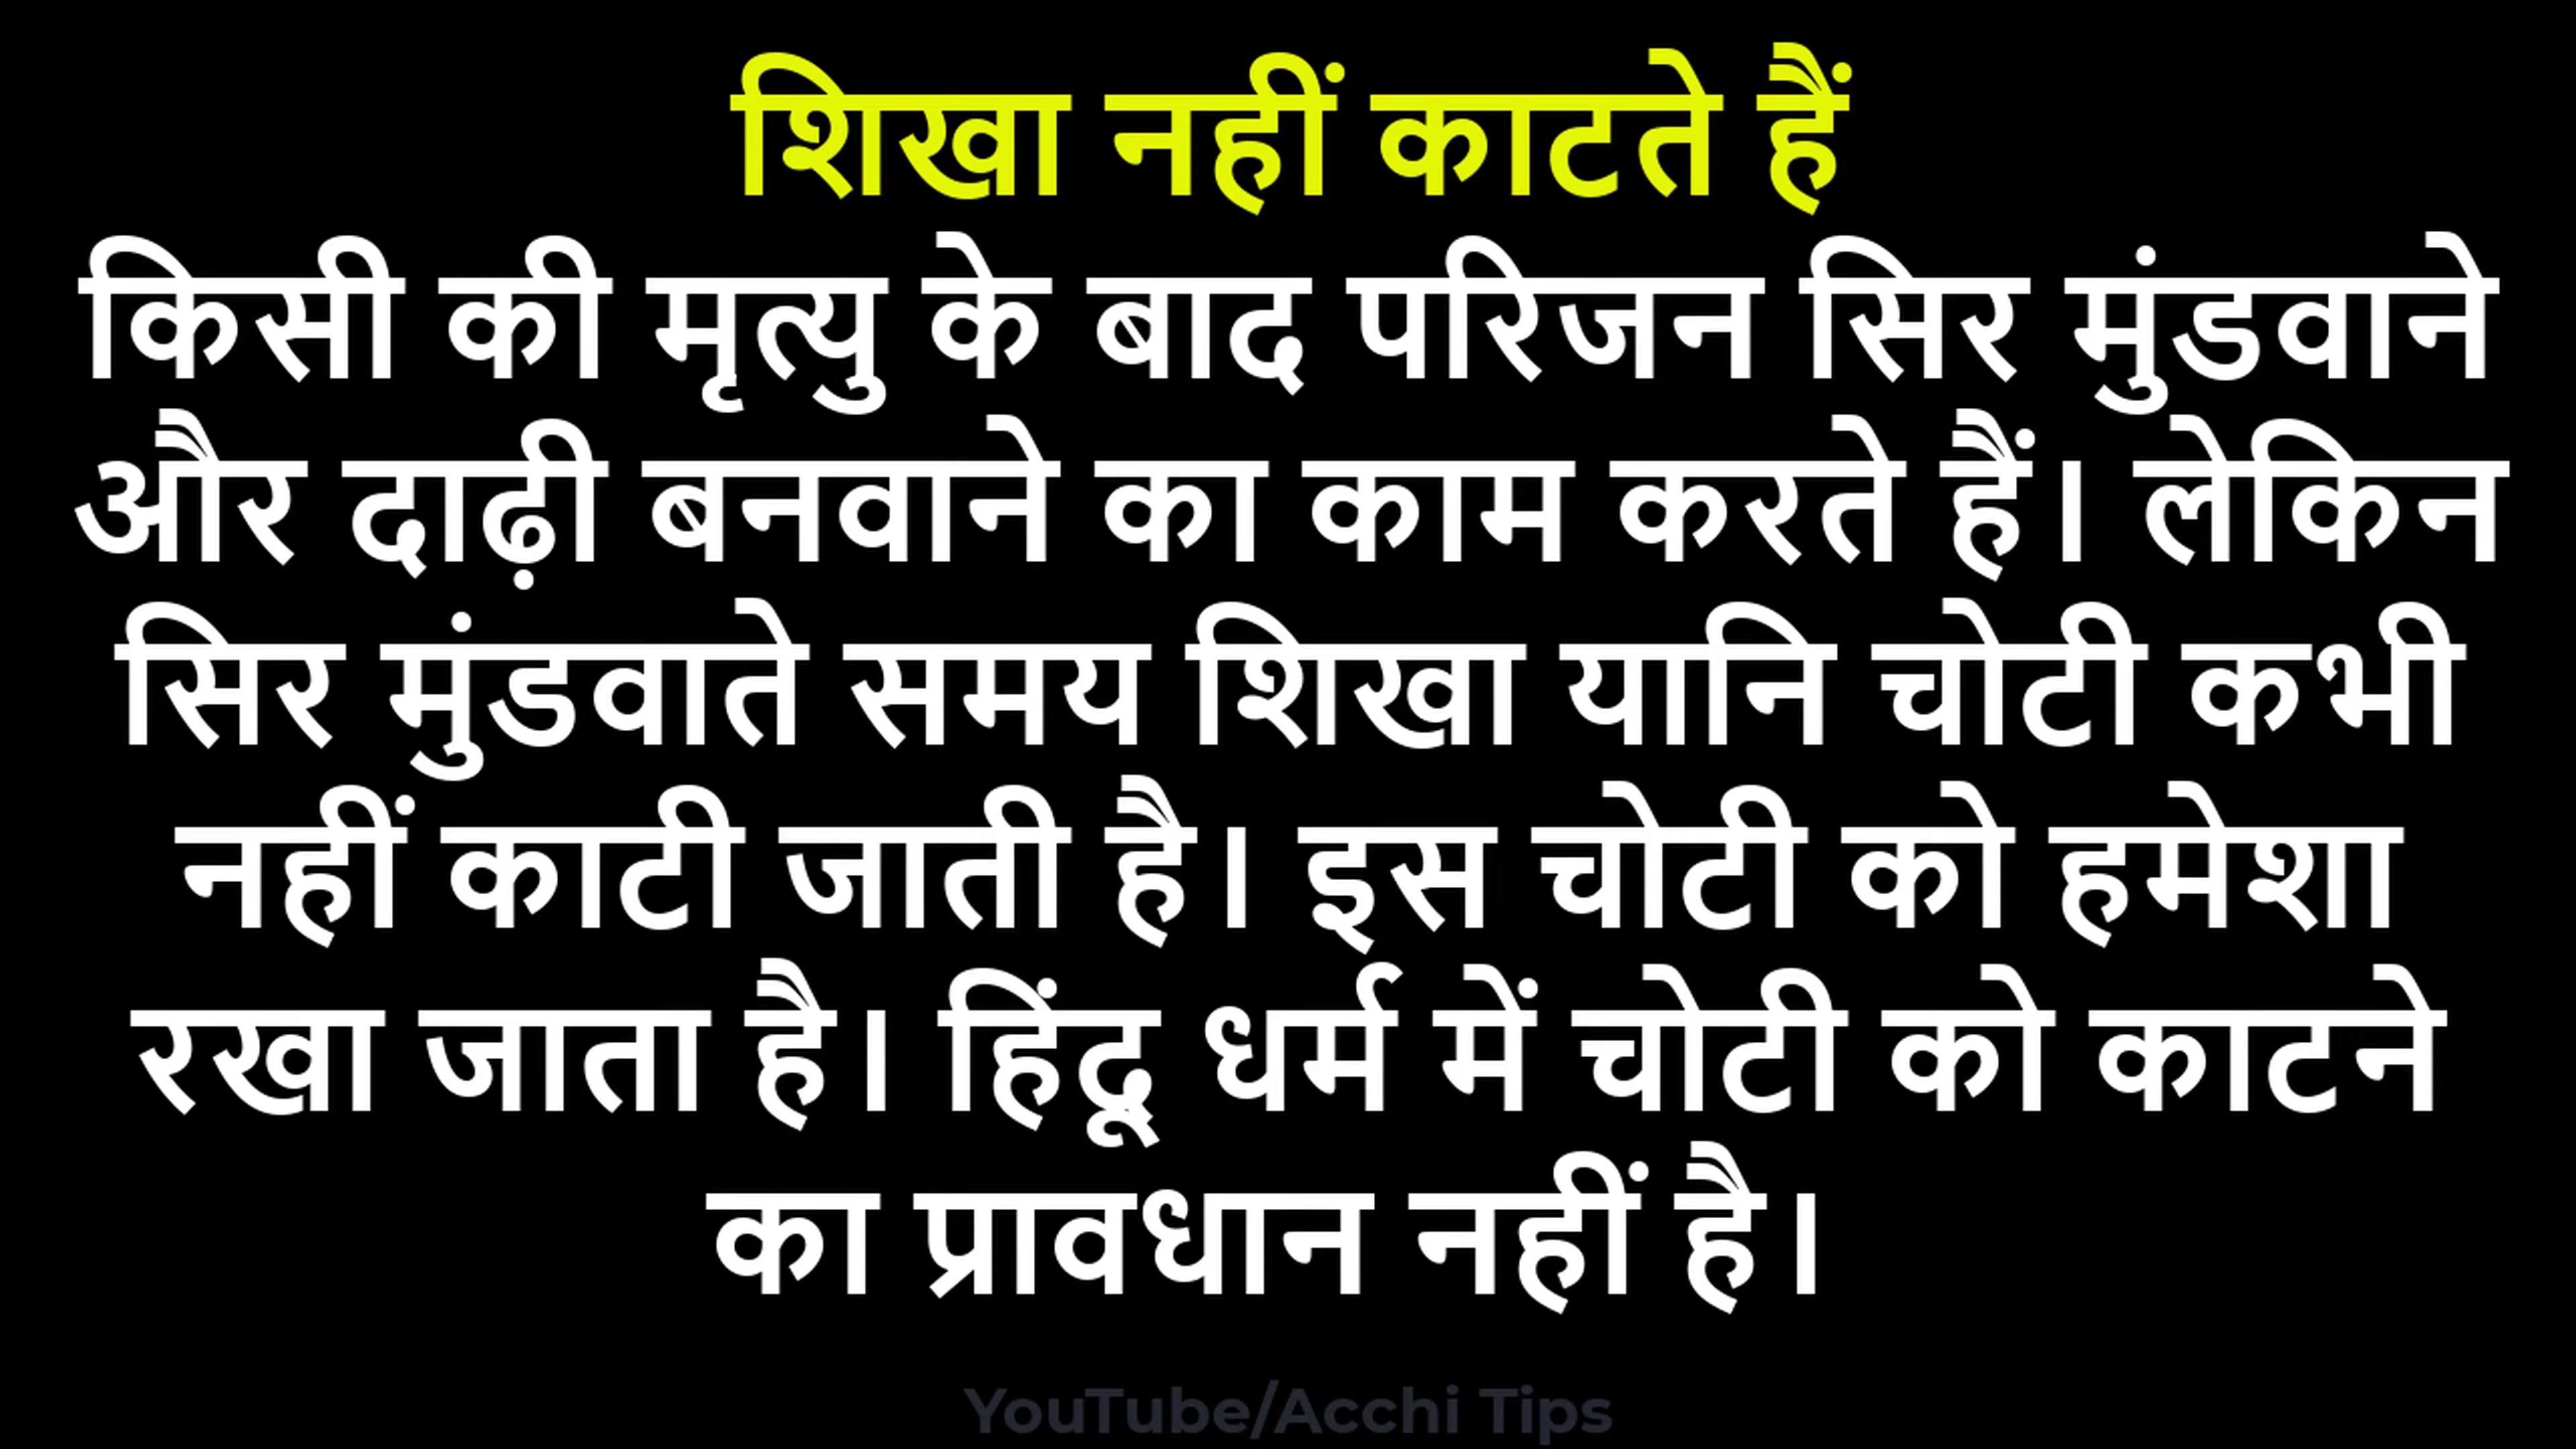 शिखा नहीं काटते हैं
किसी की मृत्यु के बाद परिजन सिर मुंडवाने
और दाढ़ी बनवाने का काम करते हैं। लेकिन
सिर मुंडवाते समय शिखा यानि चोटी कभी
नहीं काटी जाती है। इस चोटी को हमेशा
रखा जाता है। हिंदू धर्म में चोटी को काटने
का प्रावधान नहीं है।
YouTube/Acchi Tips